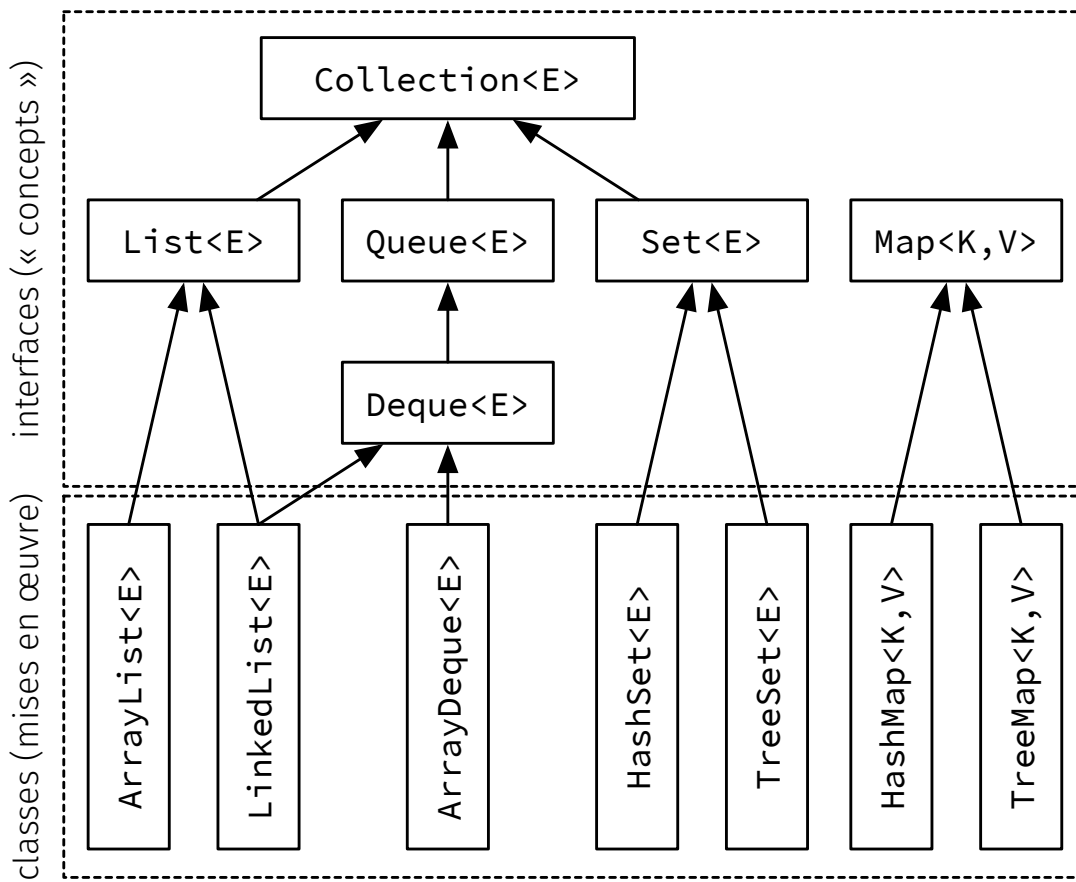 interfaces (« concepts »)
Collection<E>
List<E>
Queue<E>
Set<E>
Map<K,V>
Deque<E>
classes (mises en œuvre)
ArrayList<E>
LinkedList<E>
ArrayDeque<E>
HashSet<E>
TreeSet<E>
HashMap<K,V>
TreeMap<K,V>